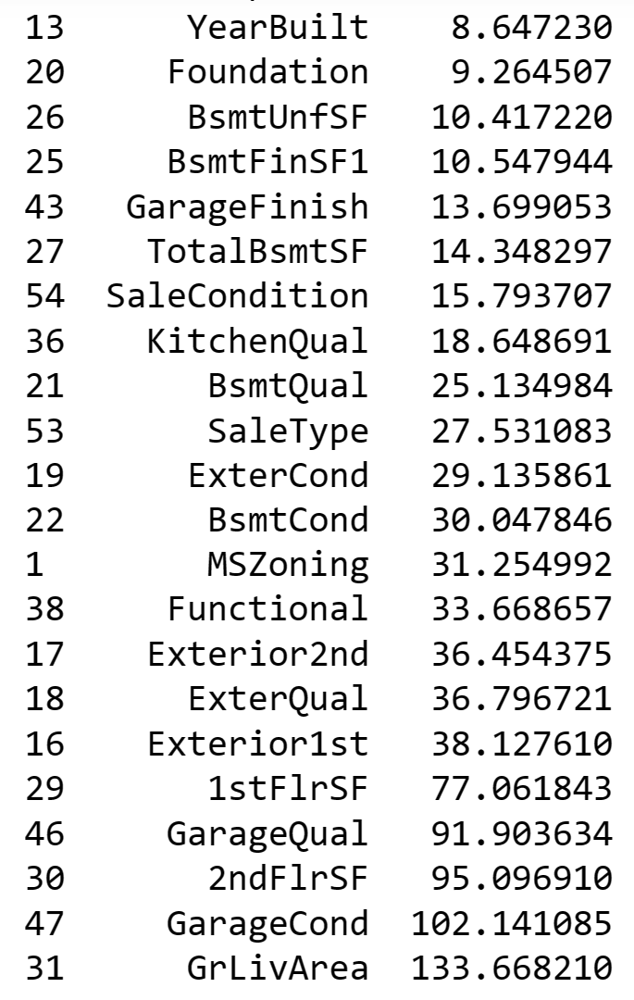 13 YearBuilt 8.647230
20 Foundation 9.264507
26 BsmtUnfSF 10.417220
25 BsmtFinSF1 10.547944
43 GarageFinish 13.699053
27 TotalBsmtSF 14.348297
54 SaleCondition 15.793707
36 KitchenQual 18.648691
21 BsmtQual 25.134984
53 SaleType 27.531083
19 ExterCond 29.135861
22 BsmtCond 30.047846
1 MSZoning 31.254992
38 Functional 33.668657
17 Exterior2nd 36.454375
18 ExterQual 36.796721
16 Exterior1st 38.127610
29 1stFlrSF 77.061843
46 GarageQual 91.903634
30 2ndFlrSF 95.096910
47 GarageCond 102.141085
31 GrLivArea 133.668210